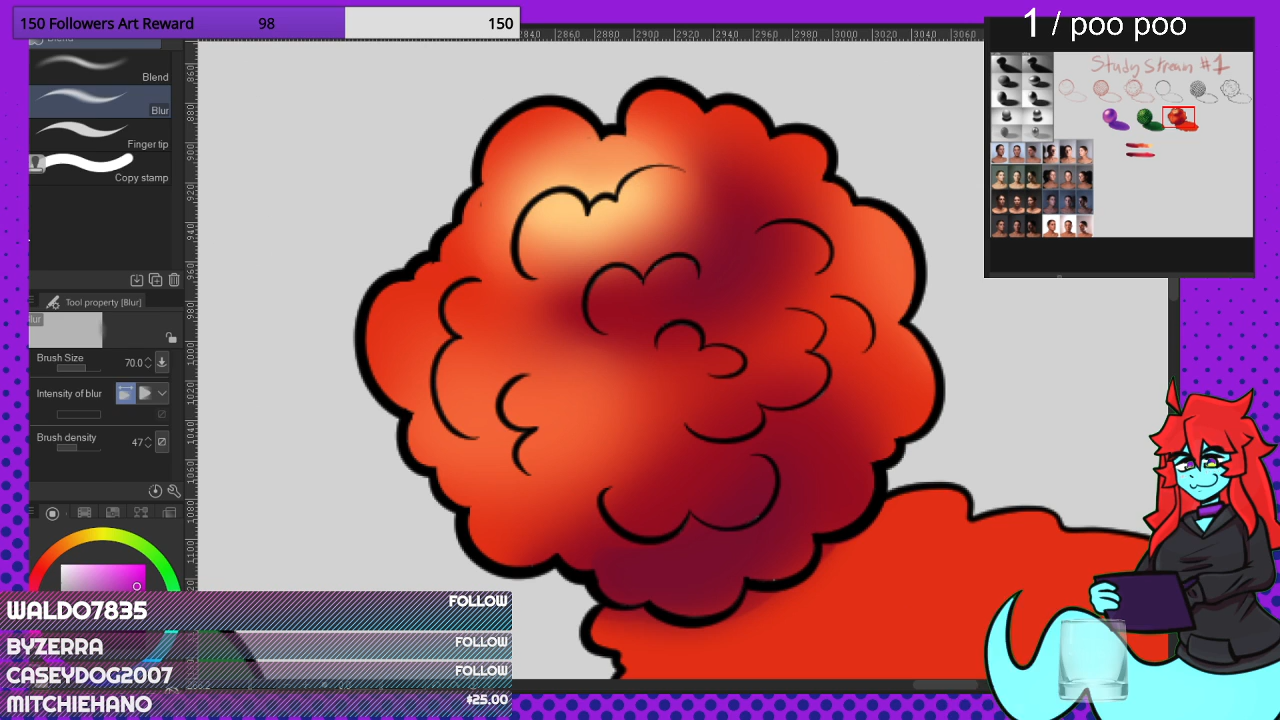 150 Followers Art Reward 98 150
1 / poo poo
2860 2880 2900 2920 2940 2960 2980 3000 3020 3040 3060
Study Stream #1
Blend
Blur
Finger tip
Copy stamp
Tool property [Blur]
Brush Size 70.0
Intensity of blur
Brush density 47
WALDO7835 FOLLOW
BYZERRA FOLLOW
CASEYDOG2007 FOLLOW
MITCHIEHANO $25.00